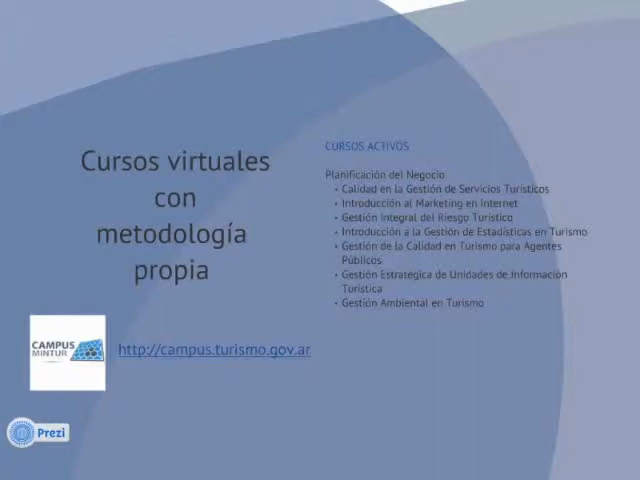 Cursos virtuales
con
metodología
propia
CURSOS ACTIVOS
Planificación del Negocio
• Calidad en la Gestión de Servicios Turísticos
• Introducción al Marketing en Internet
• Gestión Integral del Riesgo Turístico
• Introducción a la Gestión de Estadísticas en Turismo
• Gestión de la Calidad en Turismo para Agentes
Públicos
• Gestión Estrategica de Unidades de Información
Turística
• Gestión Ambiental en Turismo
CAMPUS
MINTUR
http://campus.turismo.gov.ar
Prezi